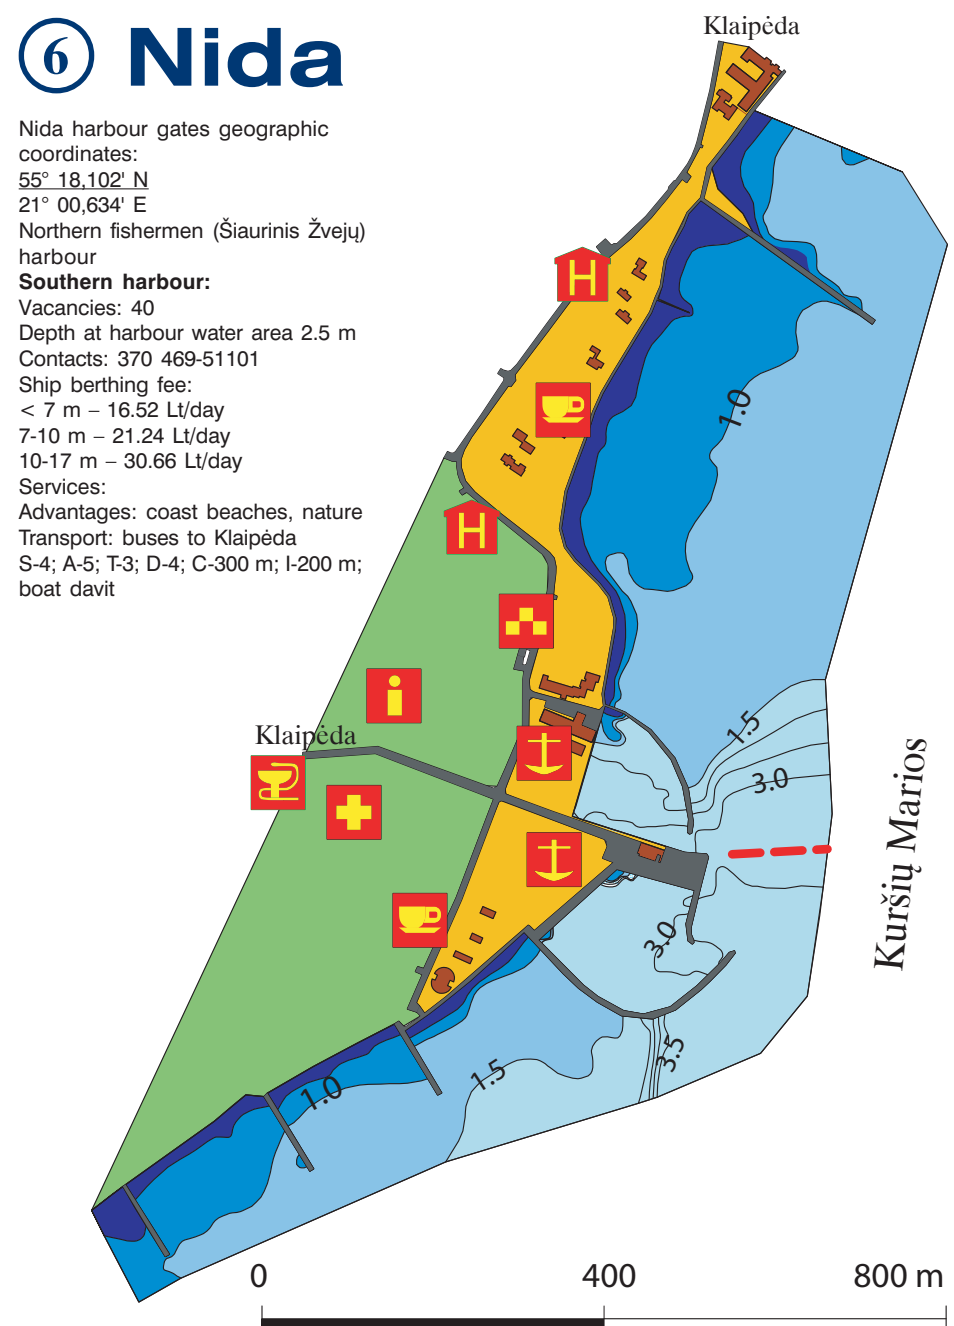 6 Nida
Nida harbour gates geographic
coordinates:
55° 18,102' N
21° 00,634' E
Northern fishermen (Šiaurinis Žvejų)
harbour
Southern harbour:
Vacancies: 40
Depth at harbour water area 2.5 m
Contacts: 370 469-51101
Ship berthing fee:
< 7 m – 16.52 Lt/day
7-10 m – 21.24 Lt/day
10-17 m – 30.66 Lt/day
Services:
Advantages: coast beaches, nature
Transport: buses to Klaipėda
S-4; A-5; T-3; D-4; C-300 m; I-200 m;
boat davit
Klaipėda
H
1.0
H
i
Klaipėda
1.5
3.0
Kuršių Marios
3.0
3.5
1.5
1.0
0 400 800 m